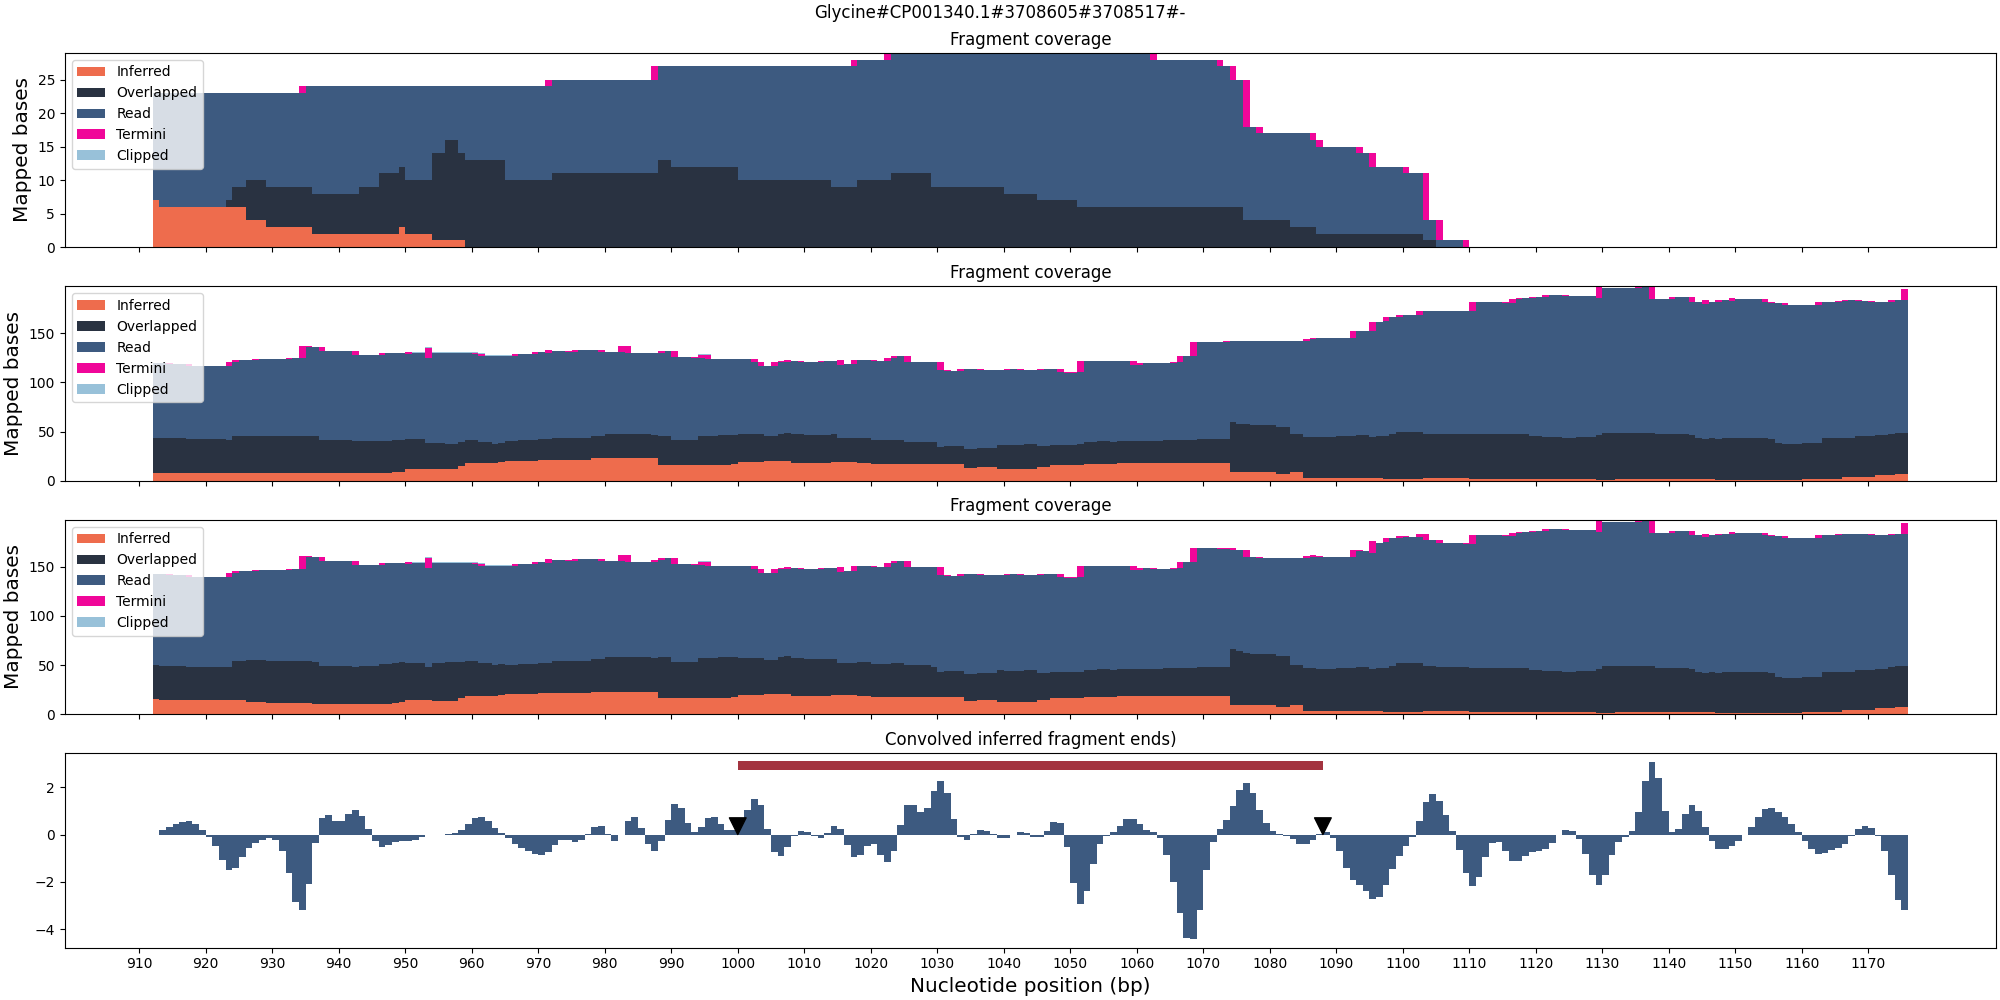 Glycine#CP001340.1#3708605#3708517#-
Fragment coverage
Mapped bases
25
20
15
10
5
0
Inferred
Overlapped
Read
Termini
Clipped
Fragment coverage
Mapped bases
150
100
50
0
Inferred
Overlapped
Read
Termini
Clipped
Fragment coverage
Mapped bases
150
100
50
0
Inferred
Overlapped
Read
Termini
Clipped
Convolved inferred fragment ends)
2
0
−2
−4
910 920 930 940 950 960 970 980 990 1000 1010 1020 1030 1040 1050 1060 1070 1080 1090 1100 1110 1120 1130 1140 1150 1160 1170
Nucleotide position (bp)